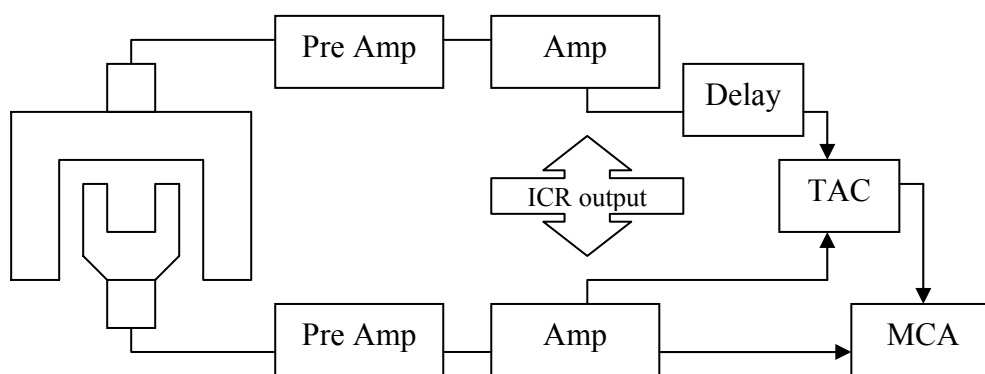 Pre Amp
Amp
Delay
ICR output
TAC
Pre Amp
Amp
MCA